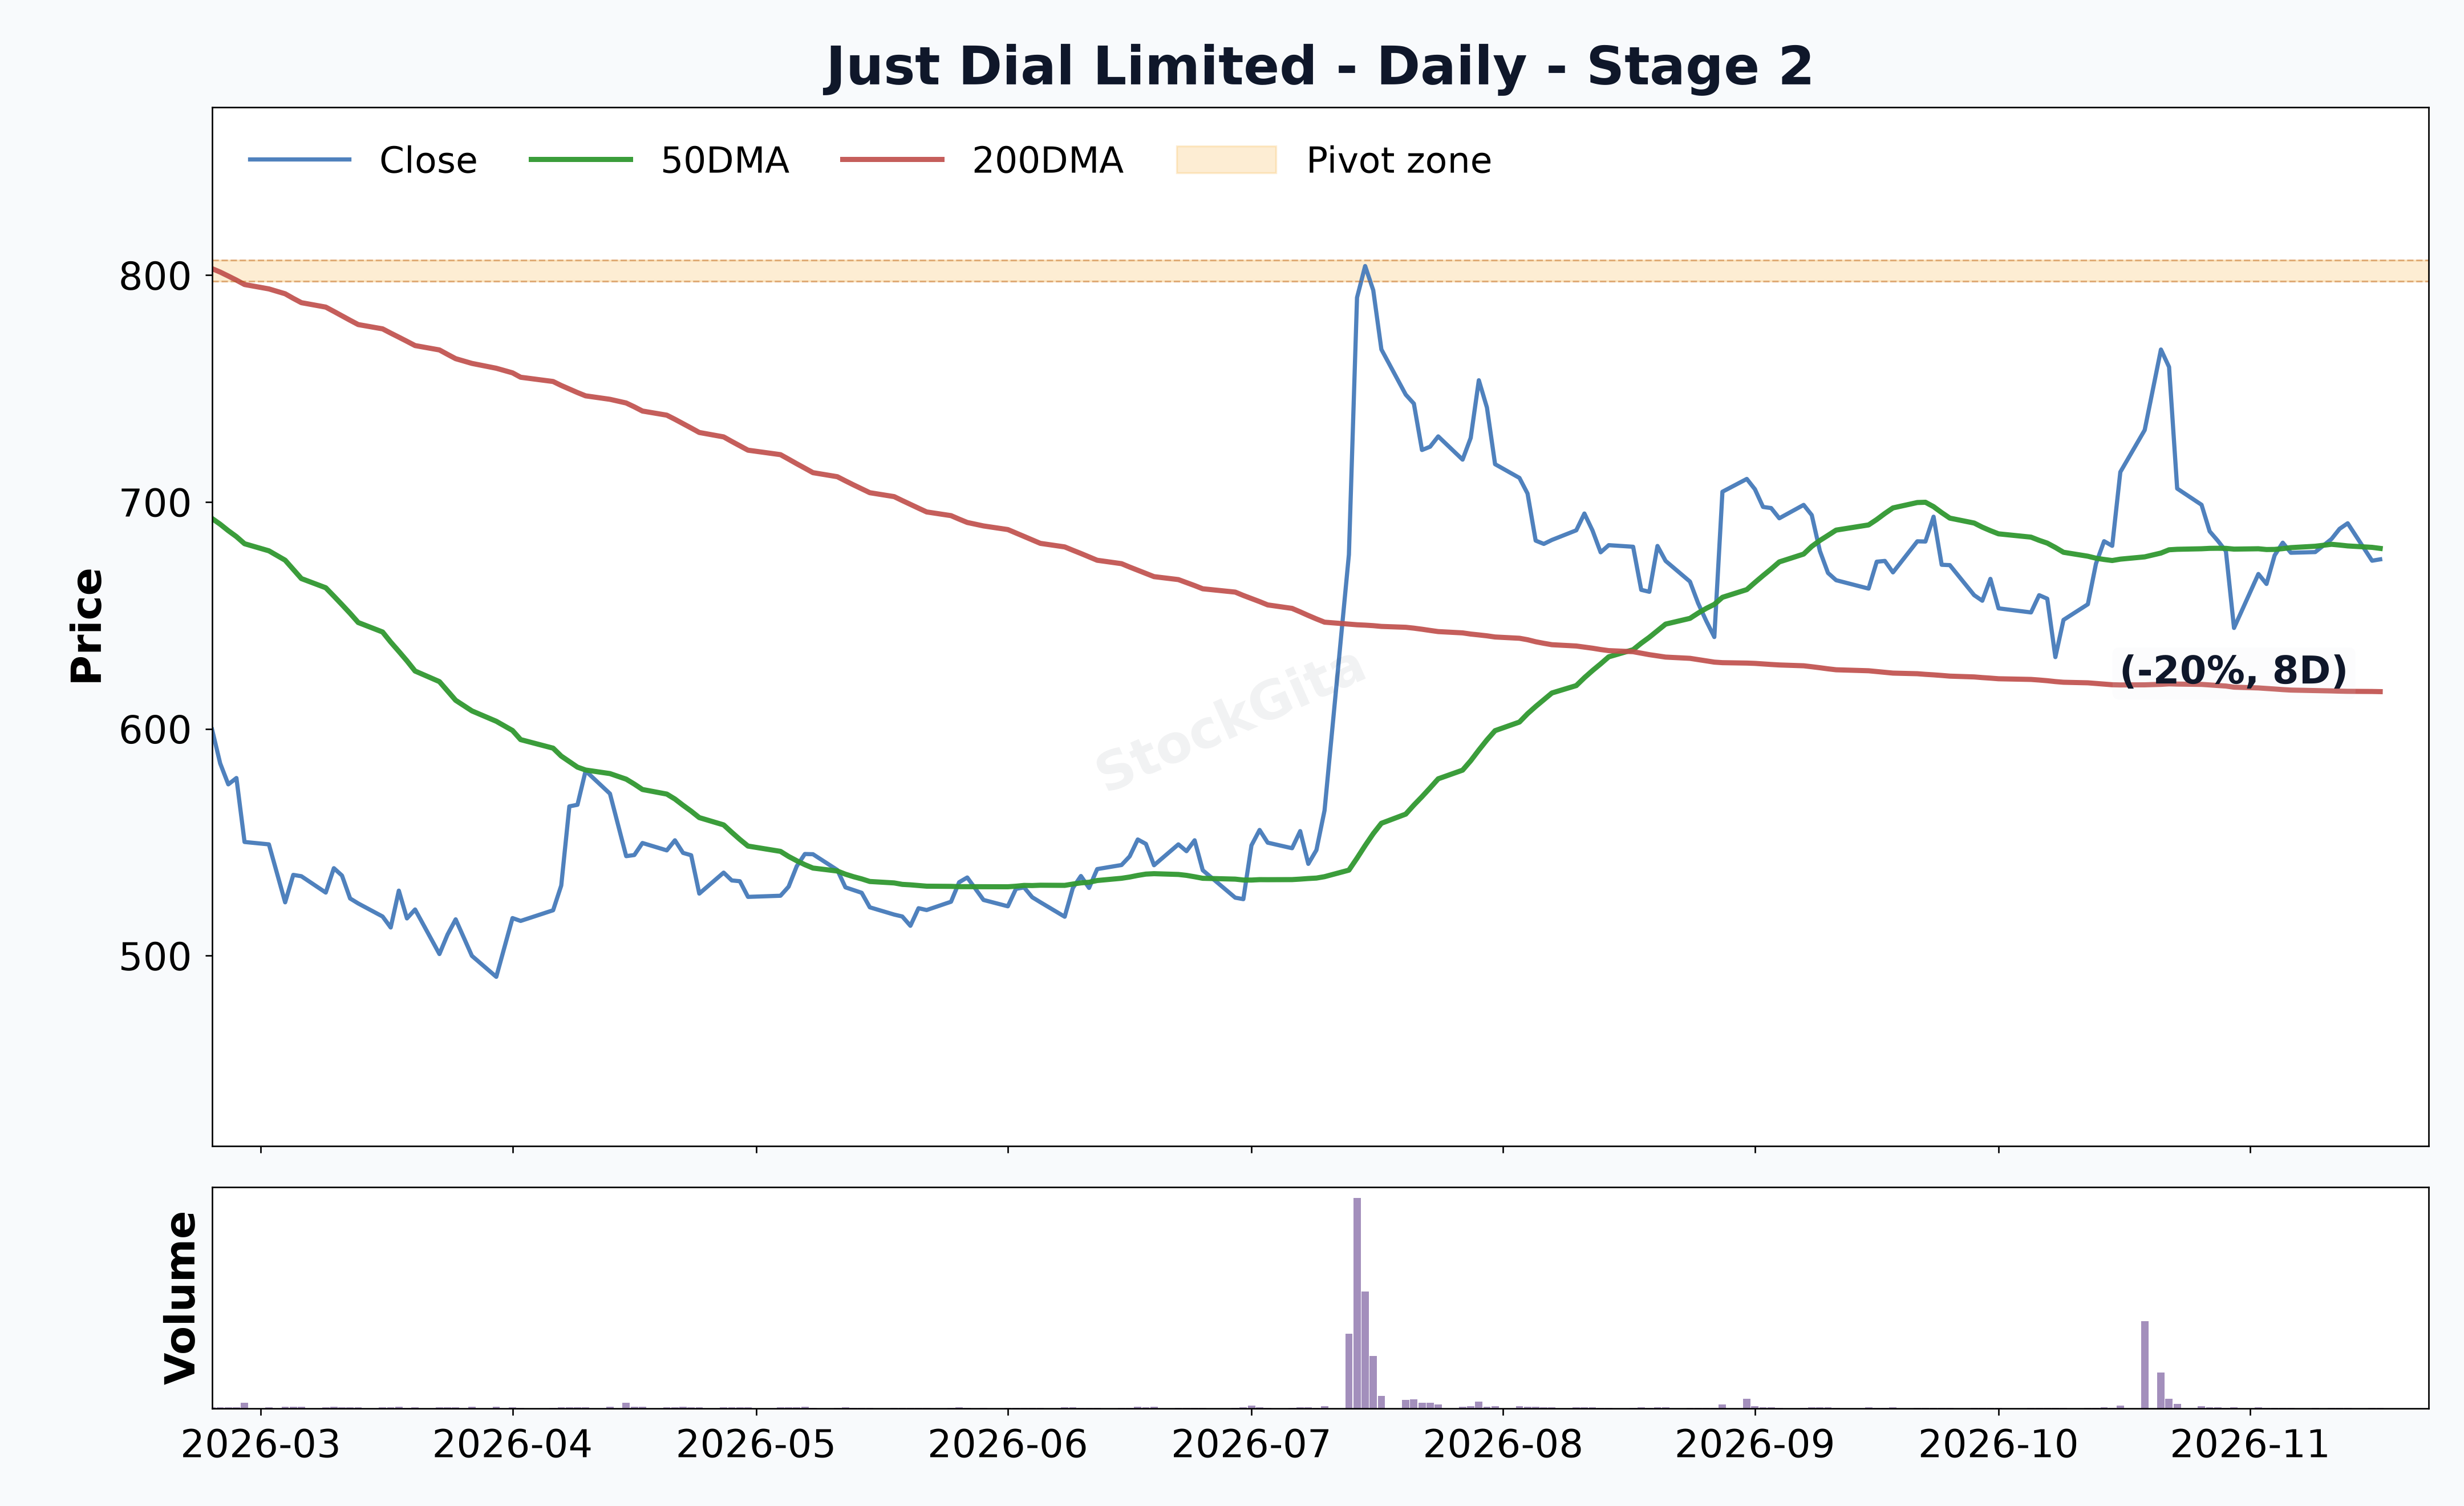 Just Dial Limited - Daily - Stage 2
Close 50DMA 200DMA Pivot zone
800
700
600
500
Price
(-20%, 8D)
StockGita
Volume
2026-03 2026-04 2026-05 2026-06 2026-07 2026-08 2026-09 2026-10 2026-11